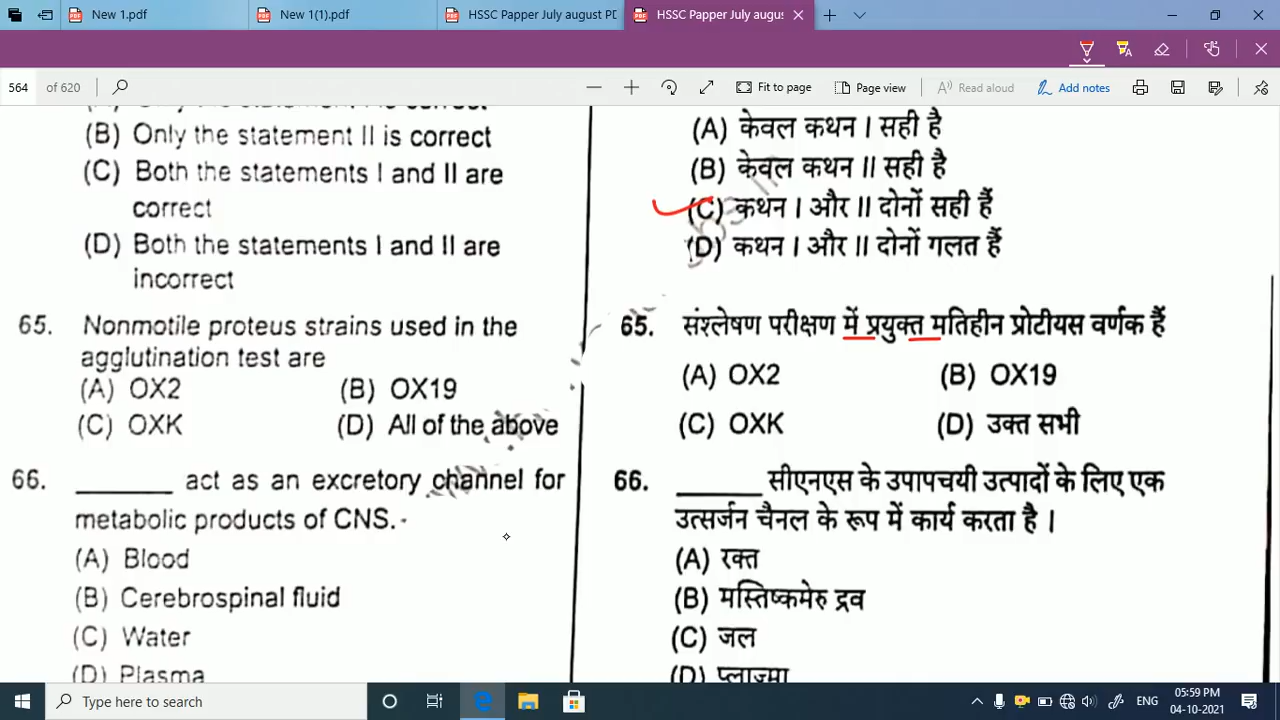 New 1.pdf
New 1(1).pdf
HSSC Papper July august PD
HSSC Papper July augus
564 of 620
Fit to page
Page view
Read aloud
Add notes
(B) Only the statement II is correct
(C) Both the statements I and II are
correct
(D) Both the statements I and II are
incorrect
65. Nonmotile proteus strains used in the
agglutination test are
(A) OX2 (B) OX19
(C) OXK (D) All of the above
66. ______ act as an excretory channel for
metabolic products of CNS.
(A) Blood
(B) Cerebrospinal fluid
(C) Water
(D) Plasma
(A) केवल कथन I सही है
(B) केवल कथन II सही है
(C) कथन I और II दोनों सही हैं
(D) कथन I और II दोनों गलत हैं
65. संश्लेषण परीक्षण में प्रयुक्त मतिहीन प्रोटीयस वर्णक हैं
(A) OX2 (B) OX19
(C) OXK (D) उक्त सभी
66. ______ सीएनएस के उपापचयी उत्पादों के लिए एक
उत्सर्जन चैनल के रूप में कार्य करता है ।
(A) रक्त
(B) मस्तिष्कमेरु द्रव
(C) जल
(D) प्लाज़्मा
Type here to search
ENG
05:59 PM
04-10-2021